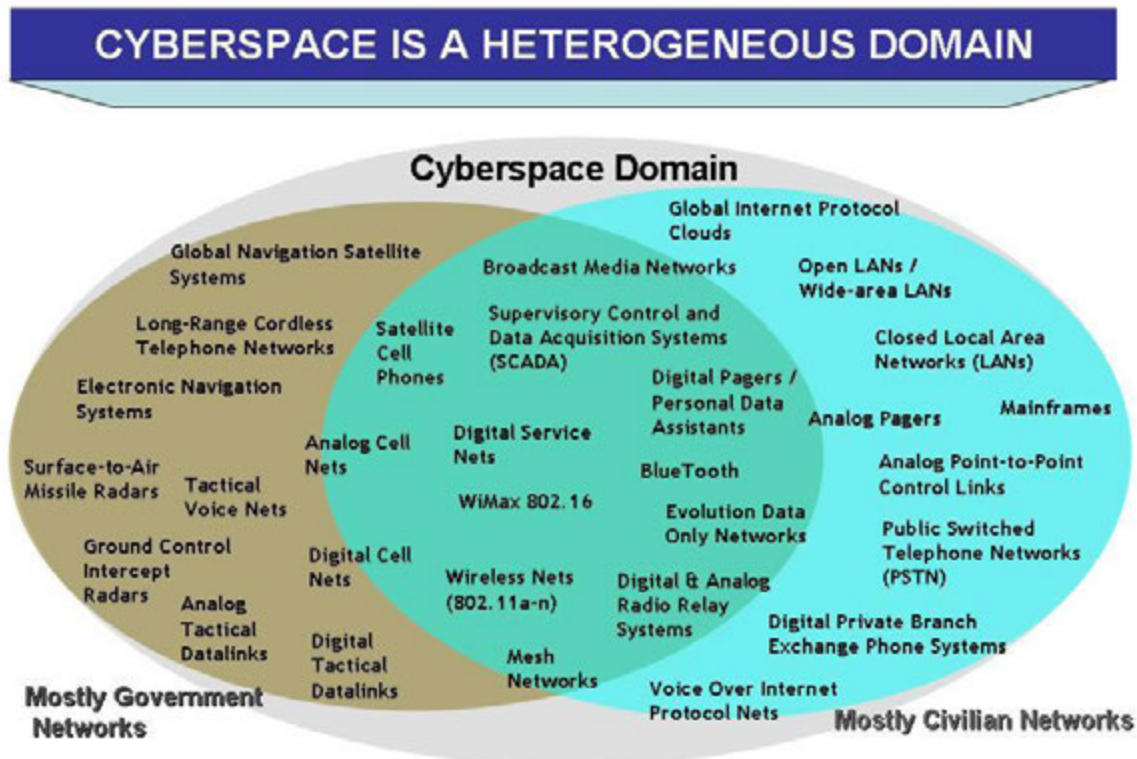 CYBERSPACE IS A HETEROGENEOUS DOMAIN
Cyberspace Domain
Global Navigation Satellite
Systems
Long-Range Cordless
Telephone Networks
Electronic Navigation
Systems
Surface-to-Air
Missile Radars
Tactical
Voice Nets
Ground Control
Intercept
Radars
Analog
Tactical
Datalinks
Digital
Tactical
Datalinks
Mostly Government
Networks
Satellite
Cell
Phones
Analog Cell
Nets
Digital Cell
Nets
Broadcast Media Networks
Supervisory Control and
Data Acquisition Systems
(SCADA)
Digital Pagers /
Personal Data
Assistants
Digital Service
Nets
BlueTooth
WiMax 802.16
Evolution Data
Only Networks
Wireless Nets
(802.11a-n)
Digital & Analog
Radio Relay
Systems
Mesh
Networks
Global Internet Protocol
Clouds
Open LANs /
Wide-area LANs
Closed Local Area
Networks (LANs)
Mainframes
Analog Pagers
Analog Point-to-Point
Control Links
Public Switched
Telephone Networks
(PSTN)
Digital Private Branch
Exchange Phone Systems
Voice Over Internet
Protocol Nets
Mostly Civilian Networks